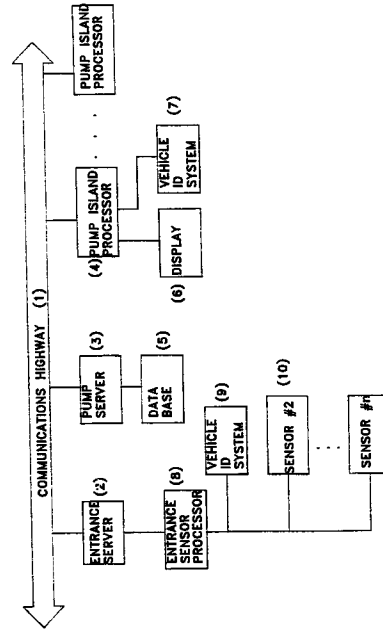 COMMUNICATIONS HIGHWAY (1)
ENTRANCE
SERVER
(2)
PUMP
SERVER
(3)
(4)
PUMP ISLAND
PROCESSOR
. . .
PUMP ISLAND
PROCESSOR
ENTRANCE
SENSOR
PROCESSOR
(8)
DATA
BASE
(5)
DISPLAY
(6)
VEHICLE
ID
SYSTEM
(7)
VEHICLE
ID
SYSTEM
(9)
SENSOR #2
(10)
. . . .
SENSOR #n